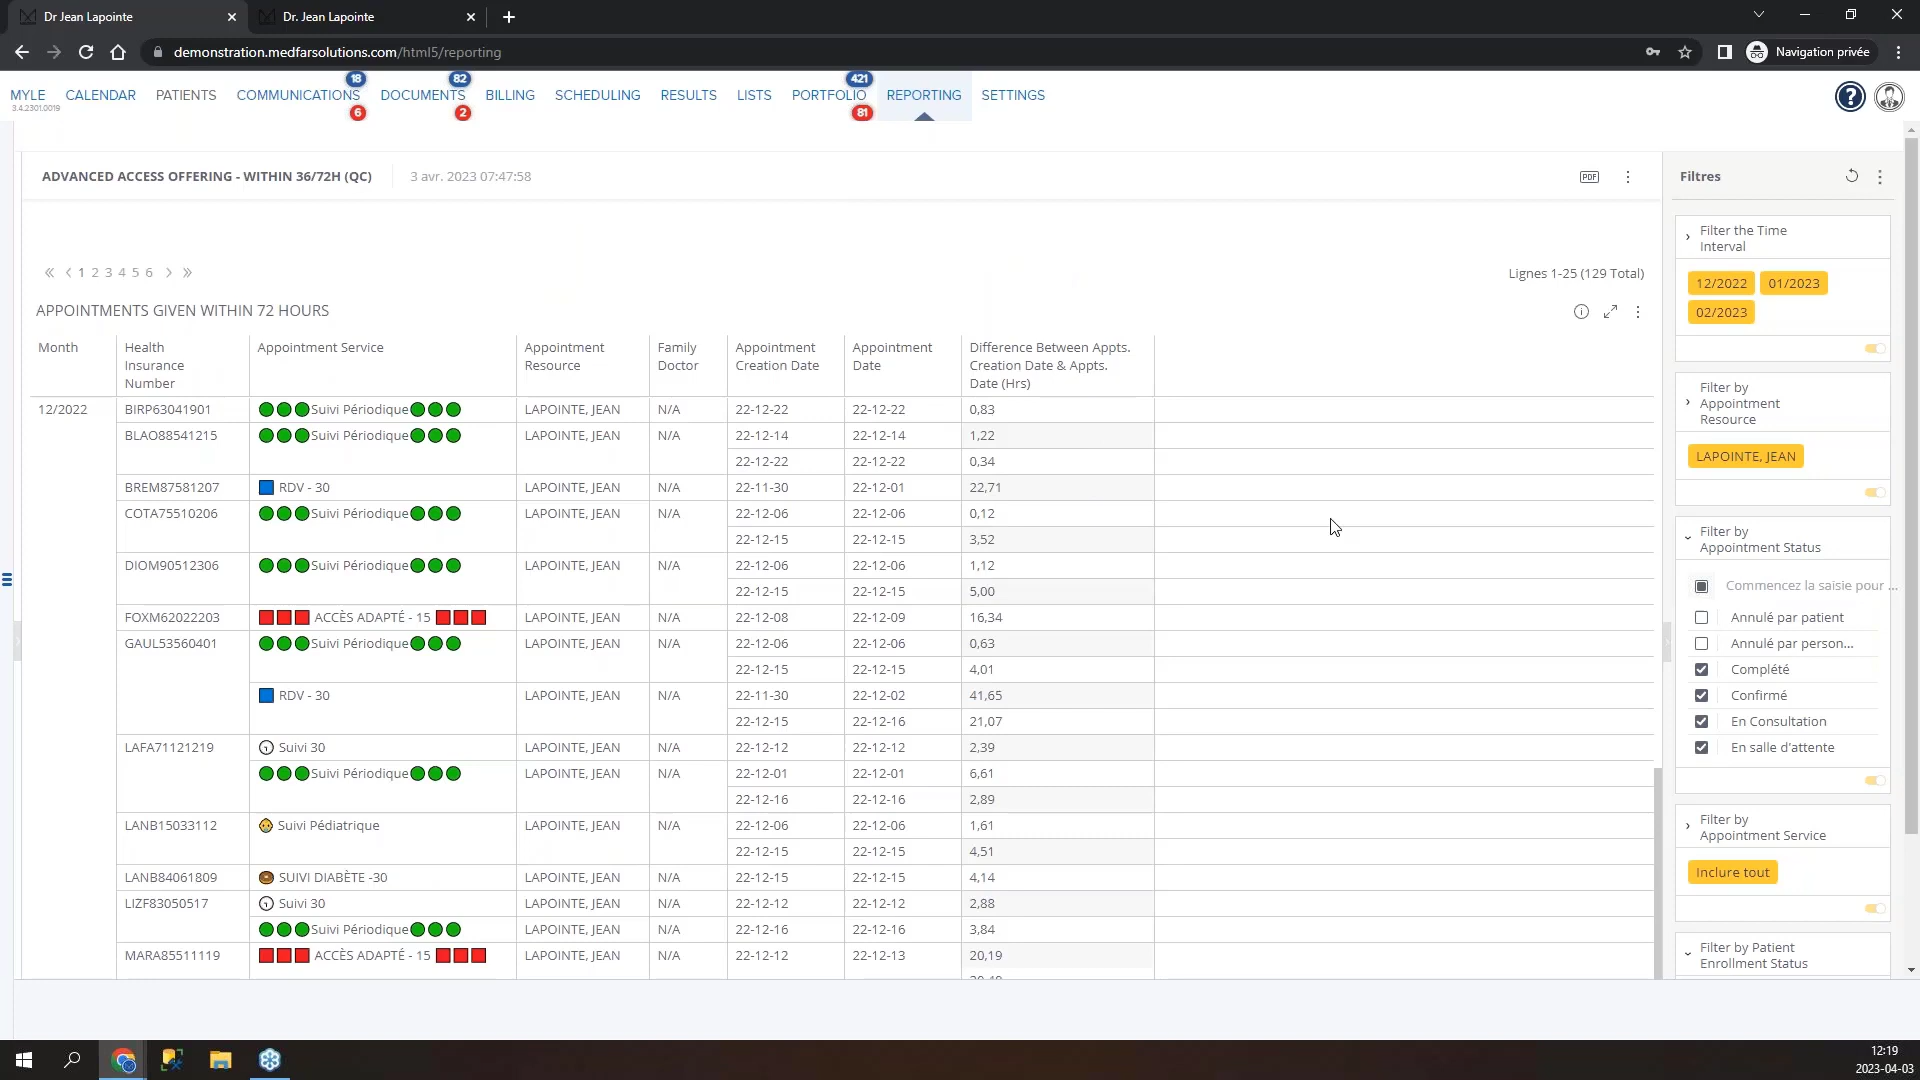 Dr Jean Lapointe
Dr. Jean Lapointe
demonstration.medfarsolutions.com/html5/reporting
Navigation privée
MYLE CALENDAR PATIENTS COMMUNICATIONS 18 6 DOCUMENTS 82 2 BILLING SCHEDULING RESULTS LISTS PORTFOLIO 421 81 REPORTING SETTINGS
3.4.2301.0019
ADVANCED ACCESS OFFERING - WITHIN 36/72H (QC) 3 avr. 2023 07:47:58 PDF
« ‹ 1 2 3 4 5 6 › » Lignes 1-25 (129 Total)
APPOINTMENTS GIVEN WITHIN 72 HOURS
Month Health Insurance Number Appointment Service Appointment Resource Family Doctor Appointment Creation Date Appointment Date Difference Between Appts. Creation Date & Appts. Date (Hrs)
12/2022 BIRP63041901 Suivi Périodique LAPOINTE, JEAN N/A 22-12-22 22-12-22 0,83
BLAO88541215 Suivi Périodique LAPOINTE, JEAN N/A 22-12-14 22-12-14 1,22
22-12-22 22-12-22 0,34
BREM87581207 RDV - 30 LAPOINTE, JEAN N/A 22-11-30 22-12-01 22,71
COTA75510206 Suivi Périodique LAPOINTE, JEAN N/A 22-12-06 22-12-06 0,12
22-12-15 22-12-15 3,52
DIOM90512306 Suivi Périodique LAPOINTE, JEAN N/A 22-12-06 22-12-06 1,12
22-12-15 22-12-15 5,00
FOXM62022203 ACCÈS ADAPTÉ - 15 LAPOINTE, JEAN N/A 22-12-08 22-12-09 16,34
GAUL53560401 Suivi Périodique LAPOINTE, JEAN N/A 22-12-06 22-12-06 0,63
22-12-15 22-12-15 4,01
RDV - 30 LAPOINTE, JEAN N/A 22-11-30 22-12-02 41,65
22-12-15 22-12-16 21,07
LAFA71121219 Suivi 30 LAPOINTE, JEAN N/A 22-12-12 22-12-12 2,39
Suivi Périodique LAPOINTE, JEAN N/A 22-12-01 22-12-01 6,61
22-12-16 22-12-16 2,89
LANB15033112 Suivi Pédiatrique LAPOINTE, JEAN N/A 22-12-06 22-12-06 1,61
22-12-15 22-12-15 4,51
LANB84061809 SUIVI DIABÈTE -30 LAPOINTE, JEAN N/A 22-12-15 22-12-15 4,14
LIZF83050517 Suivi 30 LAPOINTE, JEAN N/A 22-12-12 22-12-12 2,88
Suivi Périodique LAPOINTE, JEAN N/A 22-12-16 22-12-16 3,84
MARA85511119 ACCÈS ADAPTÉ - 15 LAPOINTE, JEAN N/A 22-12-12 22-12-13 20,19
Filtres
Filter the Time
Interval
12/2022 01/2023
02/2023
Filter by
Appointment
Resource
LAPOINTE, JEAN
Filter by
Appointment Status
Commencez la saisie pour ...
Annulé par patient
Annulé par person...
Complété
Confirmé
En Consultation
En salle d'attente
Filter by
Appointment Service
Inclure tout
Filter by Patient
Enrollment Status
12:19
2023-04-03